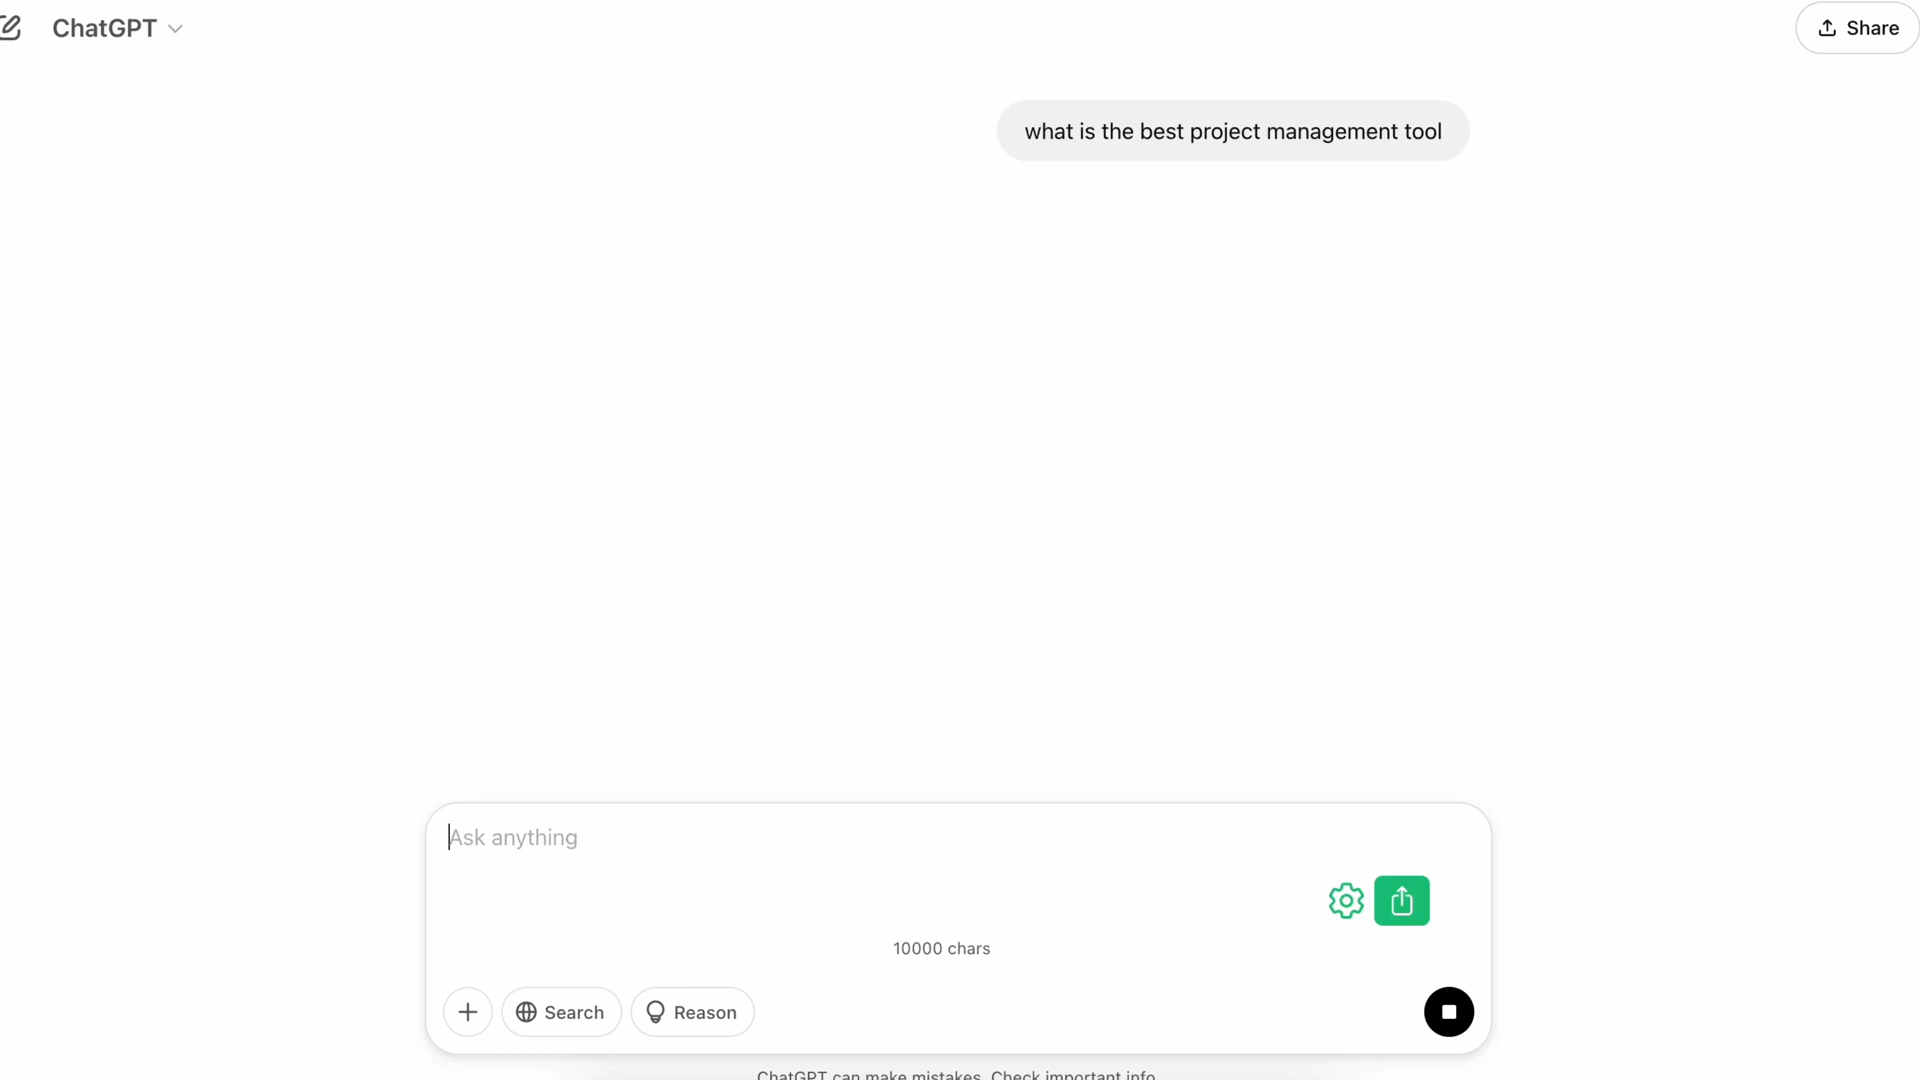 ChatGPT
Share
what is the best project management tool
Ask anything
10000 chars
Search
Reason
ChatGPT can make mistakes. Check important info.